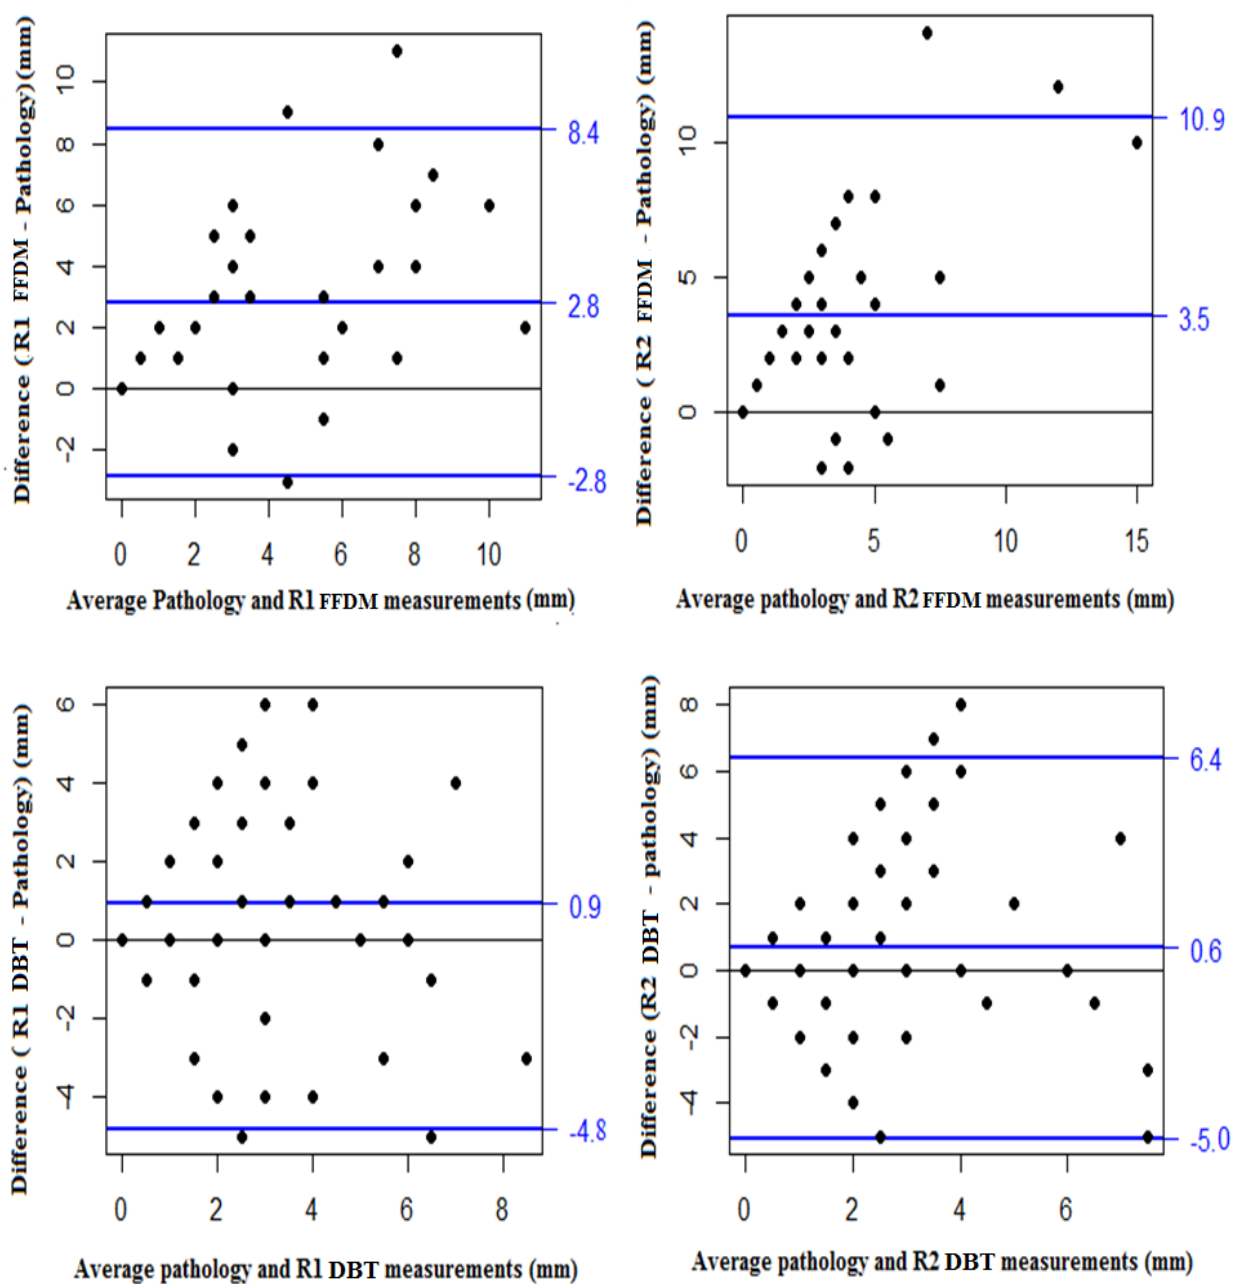 Difference ( R1 FFDM - Pathology)(mm)
10
8
6
4
2
0
-2
8.4
2.8
-2.8
0 2 4 6 8 10
Average Pathology and R1 FFDM measurements (mm)
Difference ( R2 FFDM - Pathology) (mm)
10
5
0
10.9
3.5
0 5 10 15
Average pathology and R2 FFDM measurements (mm)
Difference ( R1 DBT - Pathology) (mm)
6
4
2
0
-2
-4
0.9
-4.8
0 2 4 6 8
Average pathology and R1 DBT measurements (mm)
Difference (R2 DBT - pathology) (mm)
8
6
4
2
0
-2
-4
6.4
0.6
-5.0
0 2 4 6
Average pathology and R2 DBT measurements (mm)